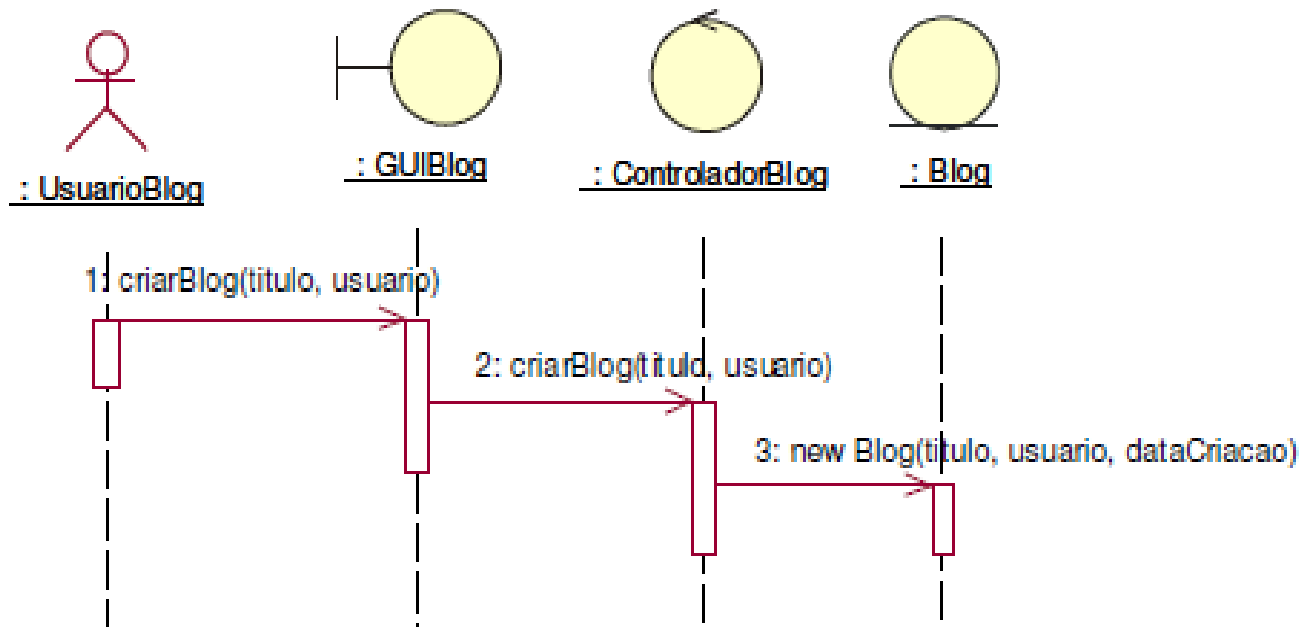 : GUIBlog
: ControladorBlog
: Blog
: UsuarioBlog
1: criarBlog(titulo, usuario)
2: criarBlog(titulo, usuario)
3: new Blog(titulo, usuario, dataCriacao)